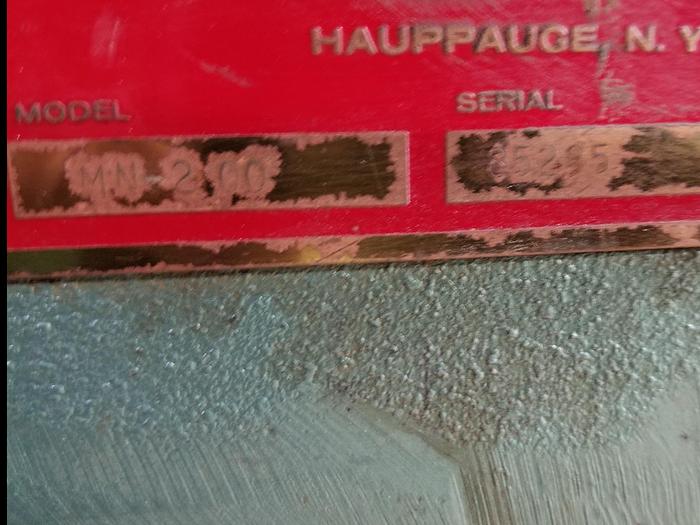 HAUPPAUGE, N. Y
MODEL SERIAL
MN-200